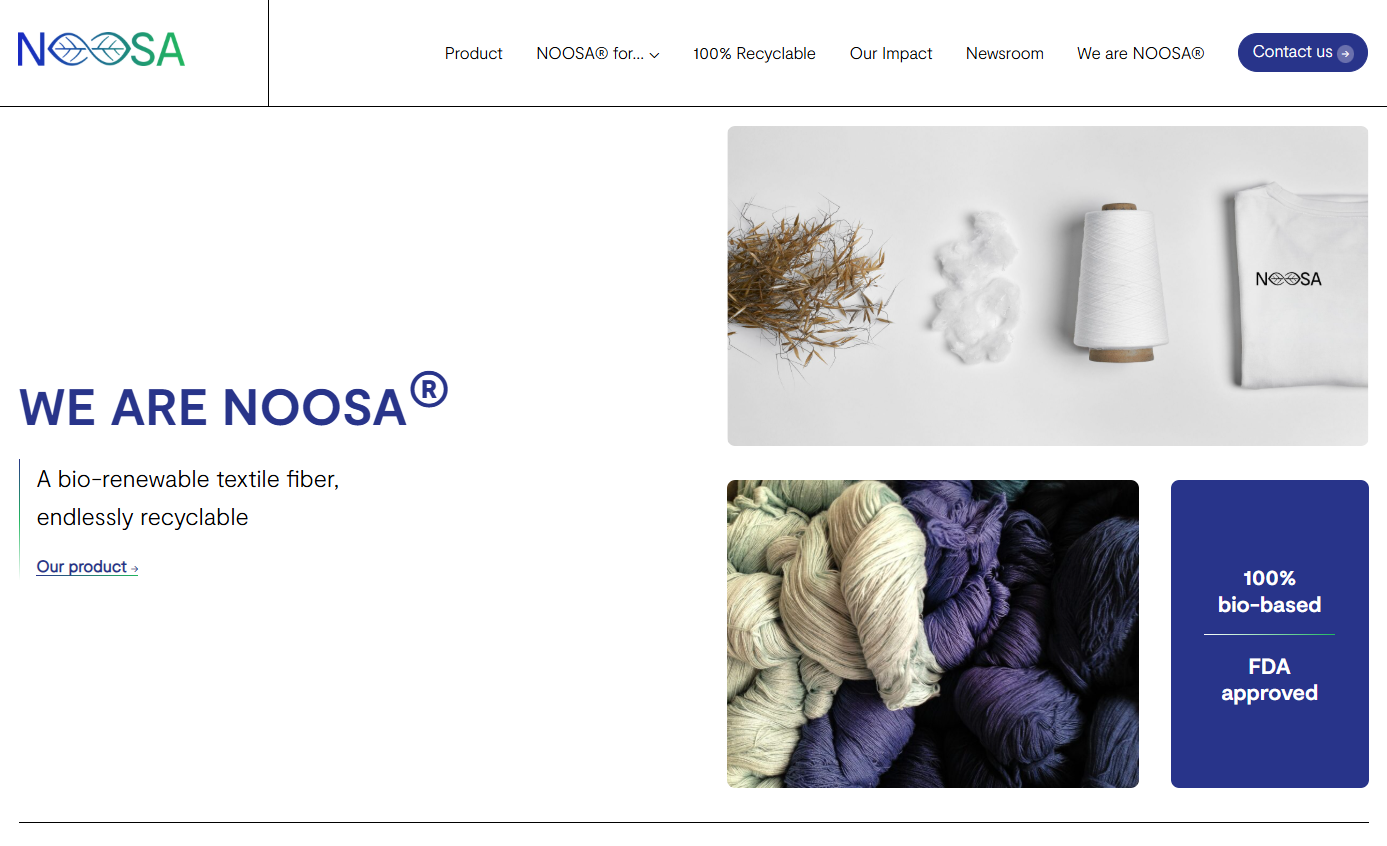 NOOSA
Product
NOOSA® for...
100% Recyclable
Our Impact
Newsroom
We are NOOSA®
Contact us
NOOSA
WE ARE NOOSA®
A bio-renewable textile fiber,
endlessly recyclable
Our product
100%
bio-based
FDA
approved